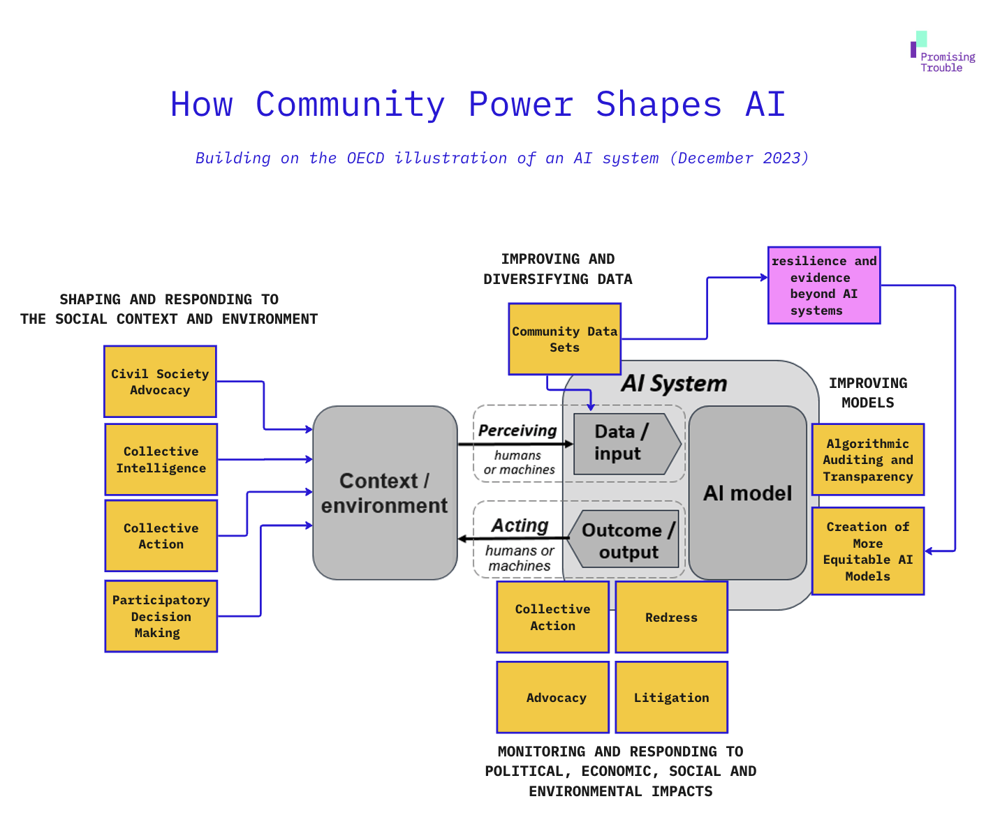 Promising
Trouble
How Community Power Shapes AI
Building on the OECD illustration of an AI system (December 2023)
SHAPING AND RESPONDING TO
THE SOCIAL CONTEXT AND ENVIRONMENT
Civil Society
Advocacy
Collective
Intelligence
Collective
Action
Participatory
Decision
Making
Context /
environment
IMPROVING AND
DIVERSIFYING DATA
Community Data
Sets
resilience and
evidence
beyond AI
systems
AI System
Perceiving
humans
or machines
Data /
input
Acting
humans or
machines
Outcome /
output
AI model
IMPROVING
MODELS
Algorithmic
Auditing and
Transparency
Creation of
More
Equitable AI
Models
Collective
Action
Redress
Advocacy
Litigation
MONITORING AND RESPONDING TO
POLITICAL, ECONOMIC, SOCIAL AND
ENVIRONMENTAL IMPACTS